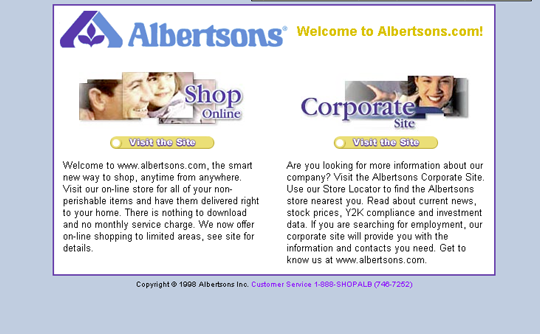 Albertsons®
Welcome to Albertsons.com!
Shop
Online
Visit the Site
Welcome to www.albertsons.com, the smart
new way to shop, anytime from anywhere.
Visit our on-line store for all of your non-
perishable items and have them delivered right
to your home. There is nothing to download
and no monthly service charge. We now offer
on-line shopping to limited areas, see site for
details.
Corporate
Site
Visit the Site
Are you looking for more information about our
company? Visit the Albertsons Corporate Site.
Use our Store Locator to find the Albertsons
store nearest you. Read about current news,
stock prices, Y2K compliance and investment
data. If you are searching for employment, our
corporate site will provide you with the
information and contacts you need. Get to
know us at www.albertsons.com.
Copyright © 1998 Albertsons Inc. Customer Service 1-888-SHOPALB (746-7252)